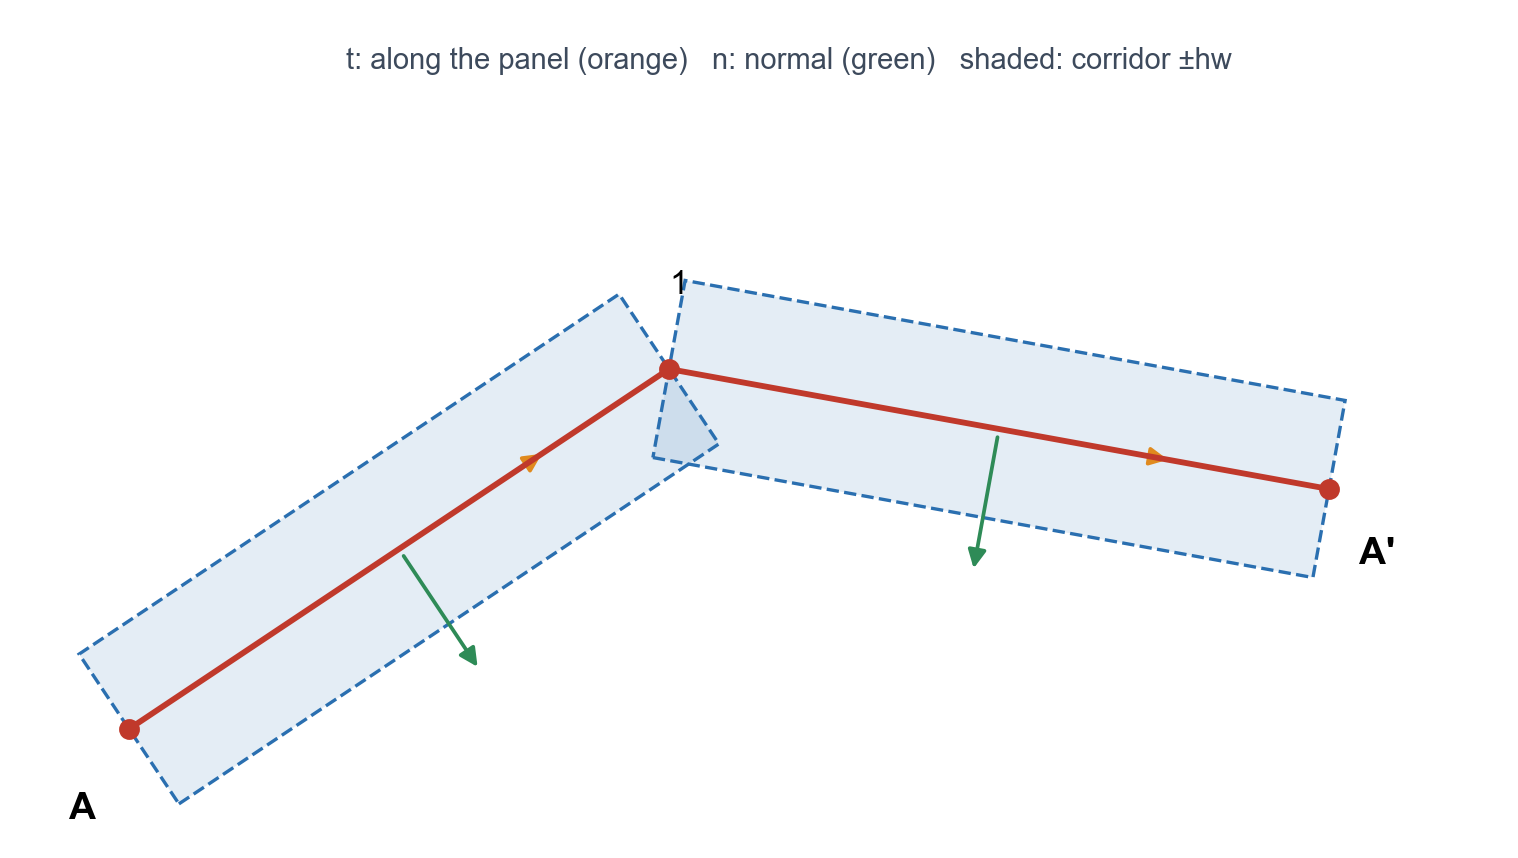 t: along the panel (orange)   n: normal (green)   shaded: corridor ±hw
1
A'
A